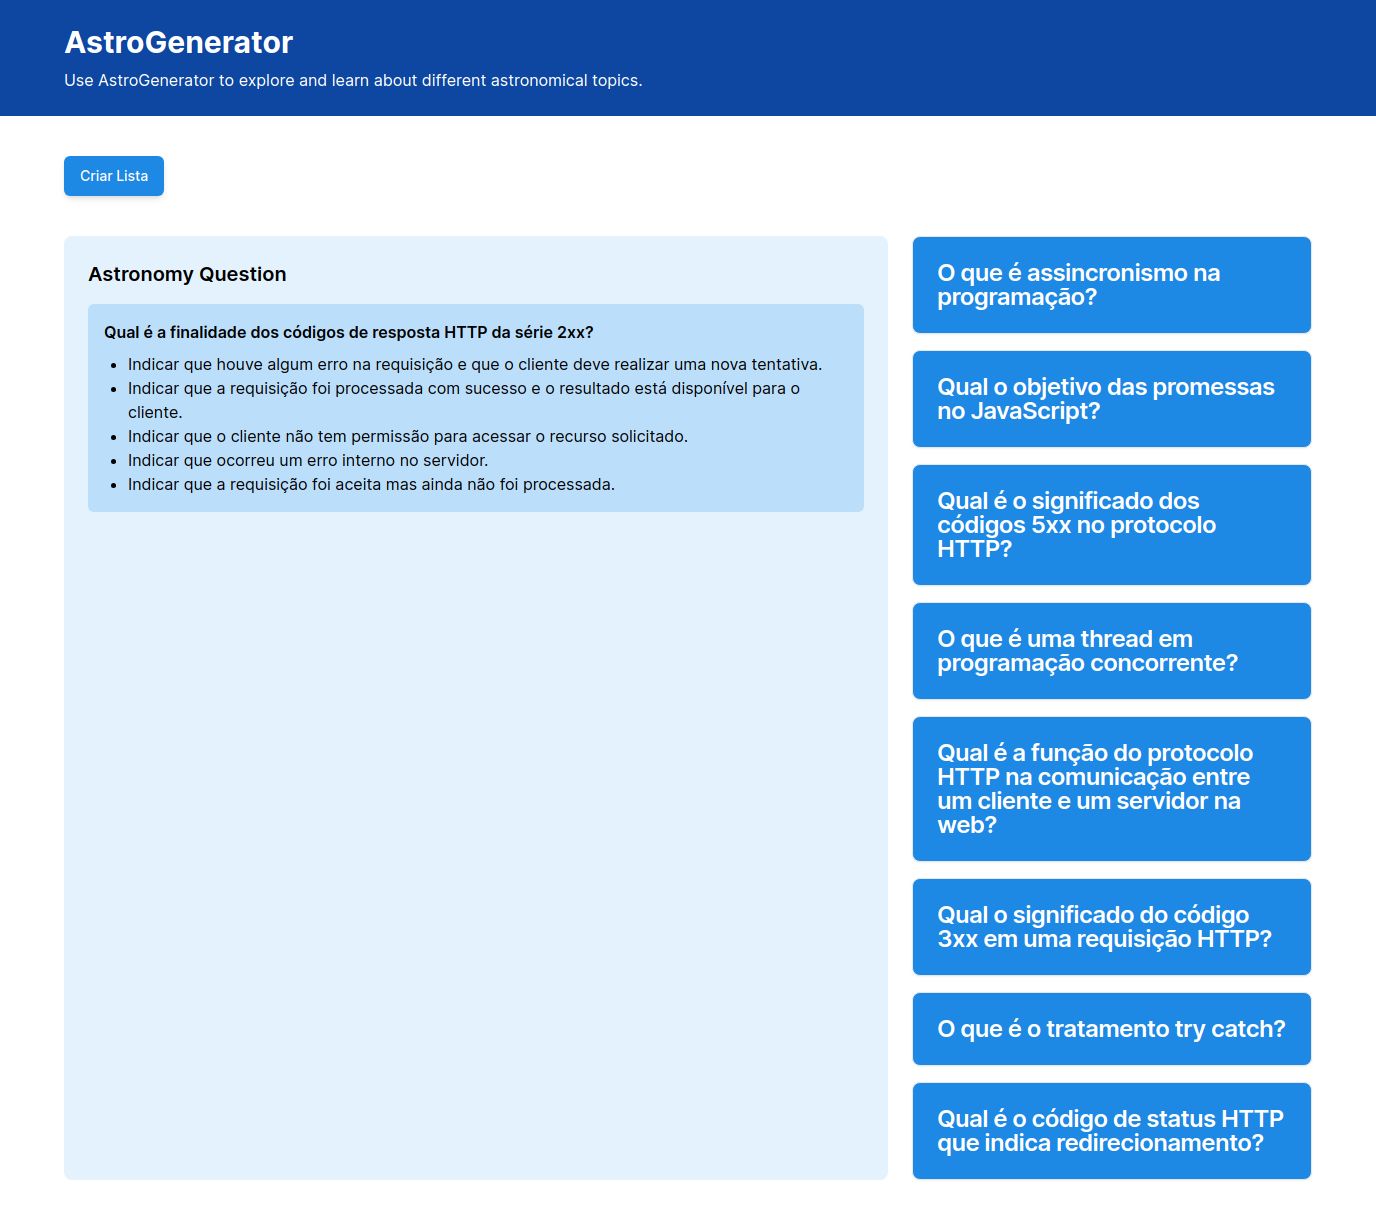 AstroGenerator
Use AstroGenerator to explore and learn about different astronomical topics.
Criar Lista
Astronomy Question
Qual é a finalidade dos códigos de resposta HTTP da série 2xx?
Indicar que houve algum erro na requisição e que o cliente deve realizar uma nova tentativa.
Indicar que a requisição foi processada com sucesso e o resultado está disponível para o
cliente.
Indicar que o cliente não tem permissão para acessar o recurso solicitado.
Indicar que ocorreu um erro interno no servidor.
Indicar que a requisição foi aceita mas ainda não foi processada.
O que é assincronismo na
programação?
Qual o objetivo das promessas
no JavaScript?
Qual é o significado dos
códigos 5xx no protocolo
HTTP?
O que é uma thread em
programação concorrente?
Qual é a função do protocolo
HTTP na comunicação entre
um cliente e um servidor na
web?
Qual o significado do código
3xx em uma requisição HTTP?
O que é o tratamento try catch?
Qual é o código de status HTTP
que indica redirecionamento?